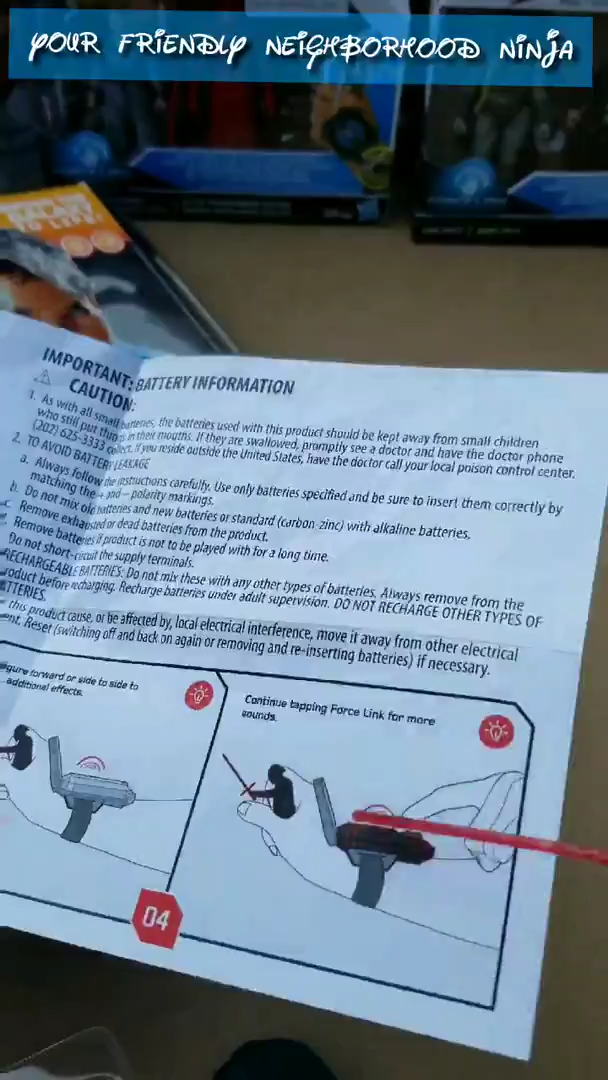 YOUR FRIENDLY NEIGHBORHOOD NINJA
TO LIFE!
IMPORTANT: BATTERY INFORMATION
CAUTION:
1. As with all small batteries, the batteries used with this product should be kept away from small children
who still put things in their mouths. If they are swallowed, promptly see a doctor and have the doctor phone
(202) 625-3333 collect. If you reside outside the United States, have the doctor call your local poison control center.
2. TO AVOID BATTERY LEAKAGE
a. Always follow the instructions carefully. Use only batteries specified and be sure to insert them correctly by
matching the + and – polarity markings.
b. Do not mix old batteries and new batteries or standard (carbon-zinc) with alkaline batteries.
c. Remove exhausted or dead batteries from the product.
Remove batteries if product is not to be played with for a long time.
Do not short-circuit the supply terminals.
RECHARGEABLE BATTERIES: Do not mix these with any other types of batteries. Always remove from the
product before recharging. Recharge batteries under adult supervision. DO NOT RECHARGE OTHER TYPES OF
BATTERIES.
this product cause, or be affected by, local electrical interference, move it away from other electrical
Reset (switching off and back on again or removing and re-inserting batteries) if necessary.
figure forward or side to side to
additional effects.
Continue tapping Force Link for more
sounds.
04